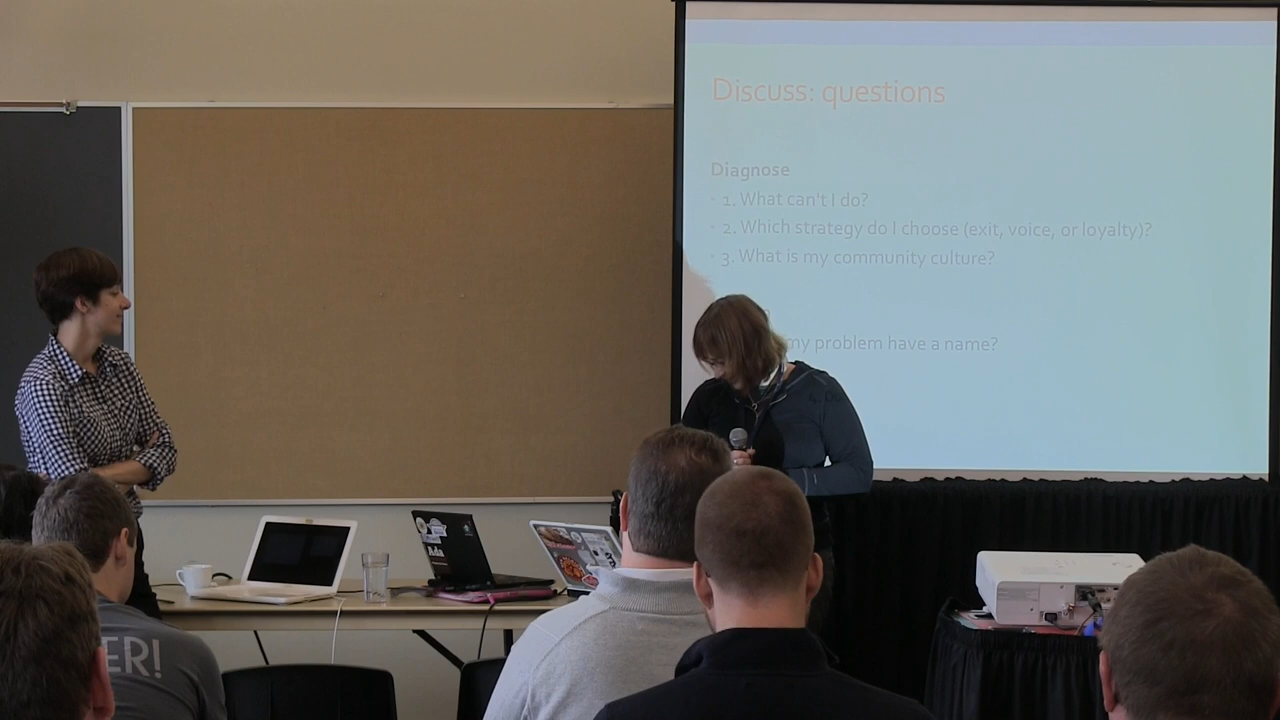 Discuss: questions
Diagnose
• 1. What can't I do?
• 2. Which strategy do I choose (exit, voice, or loyalty)?
• 3. What is my community culture?
my problem have a name?
ER!